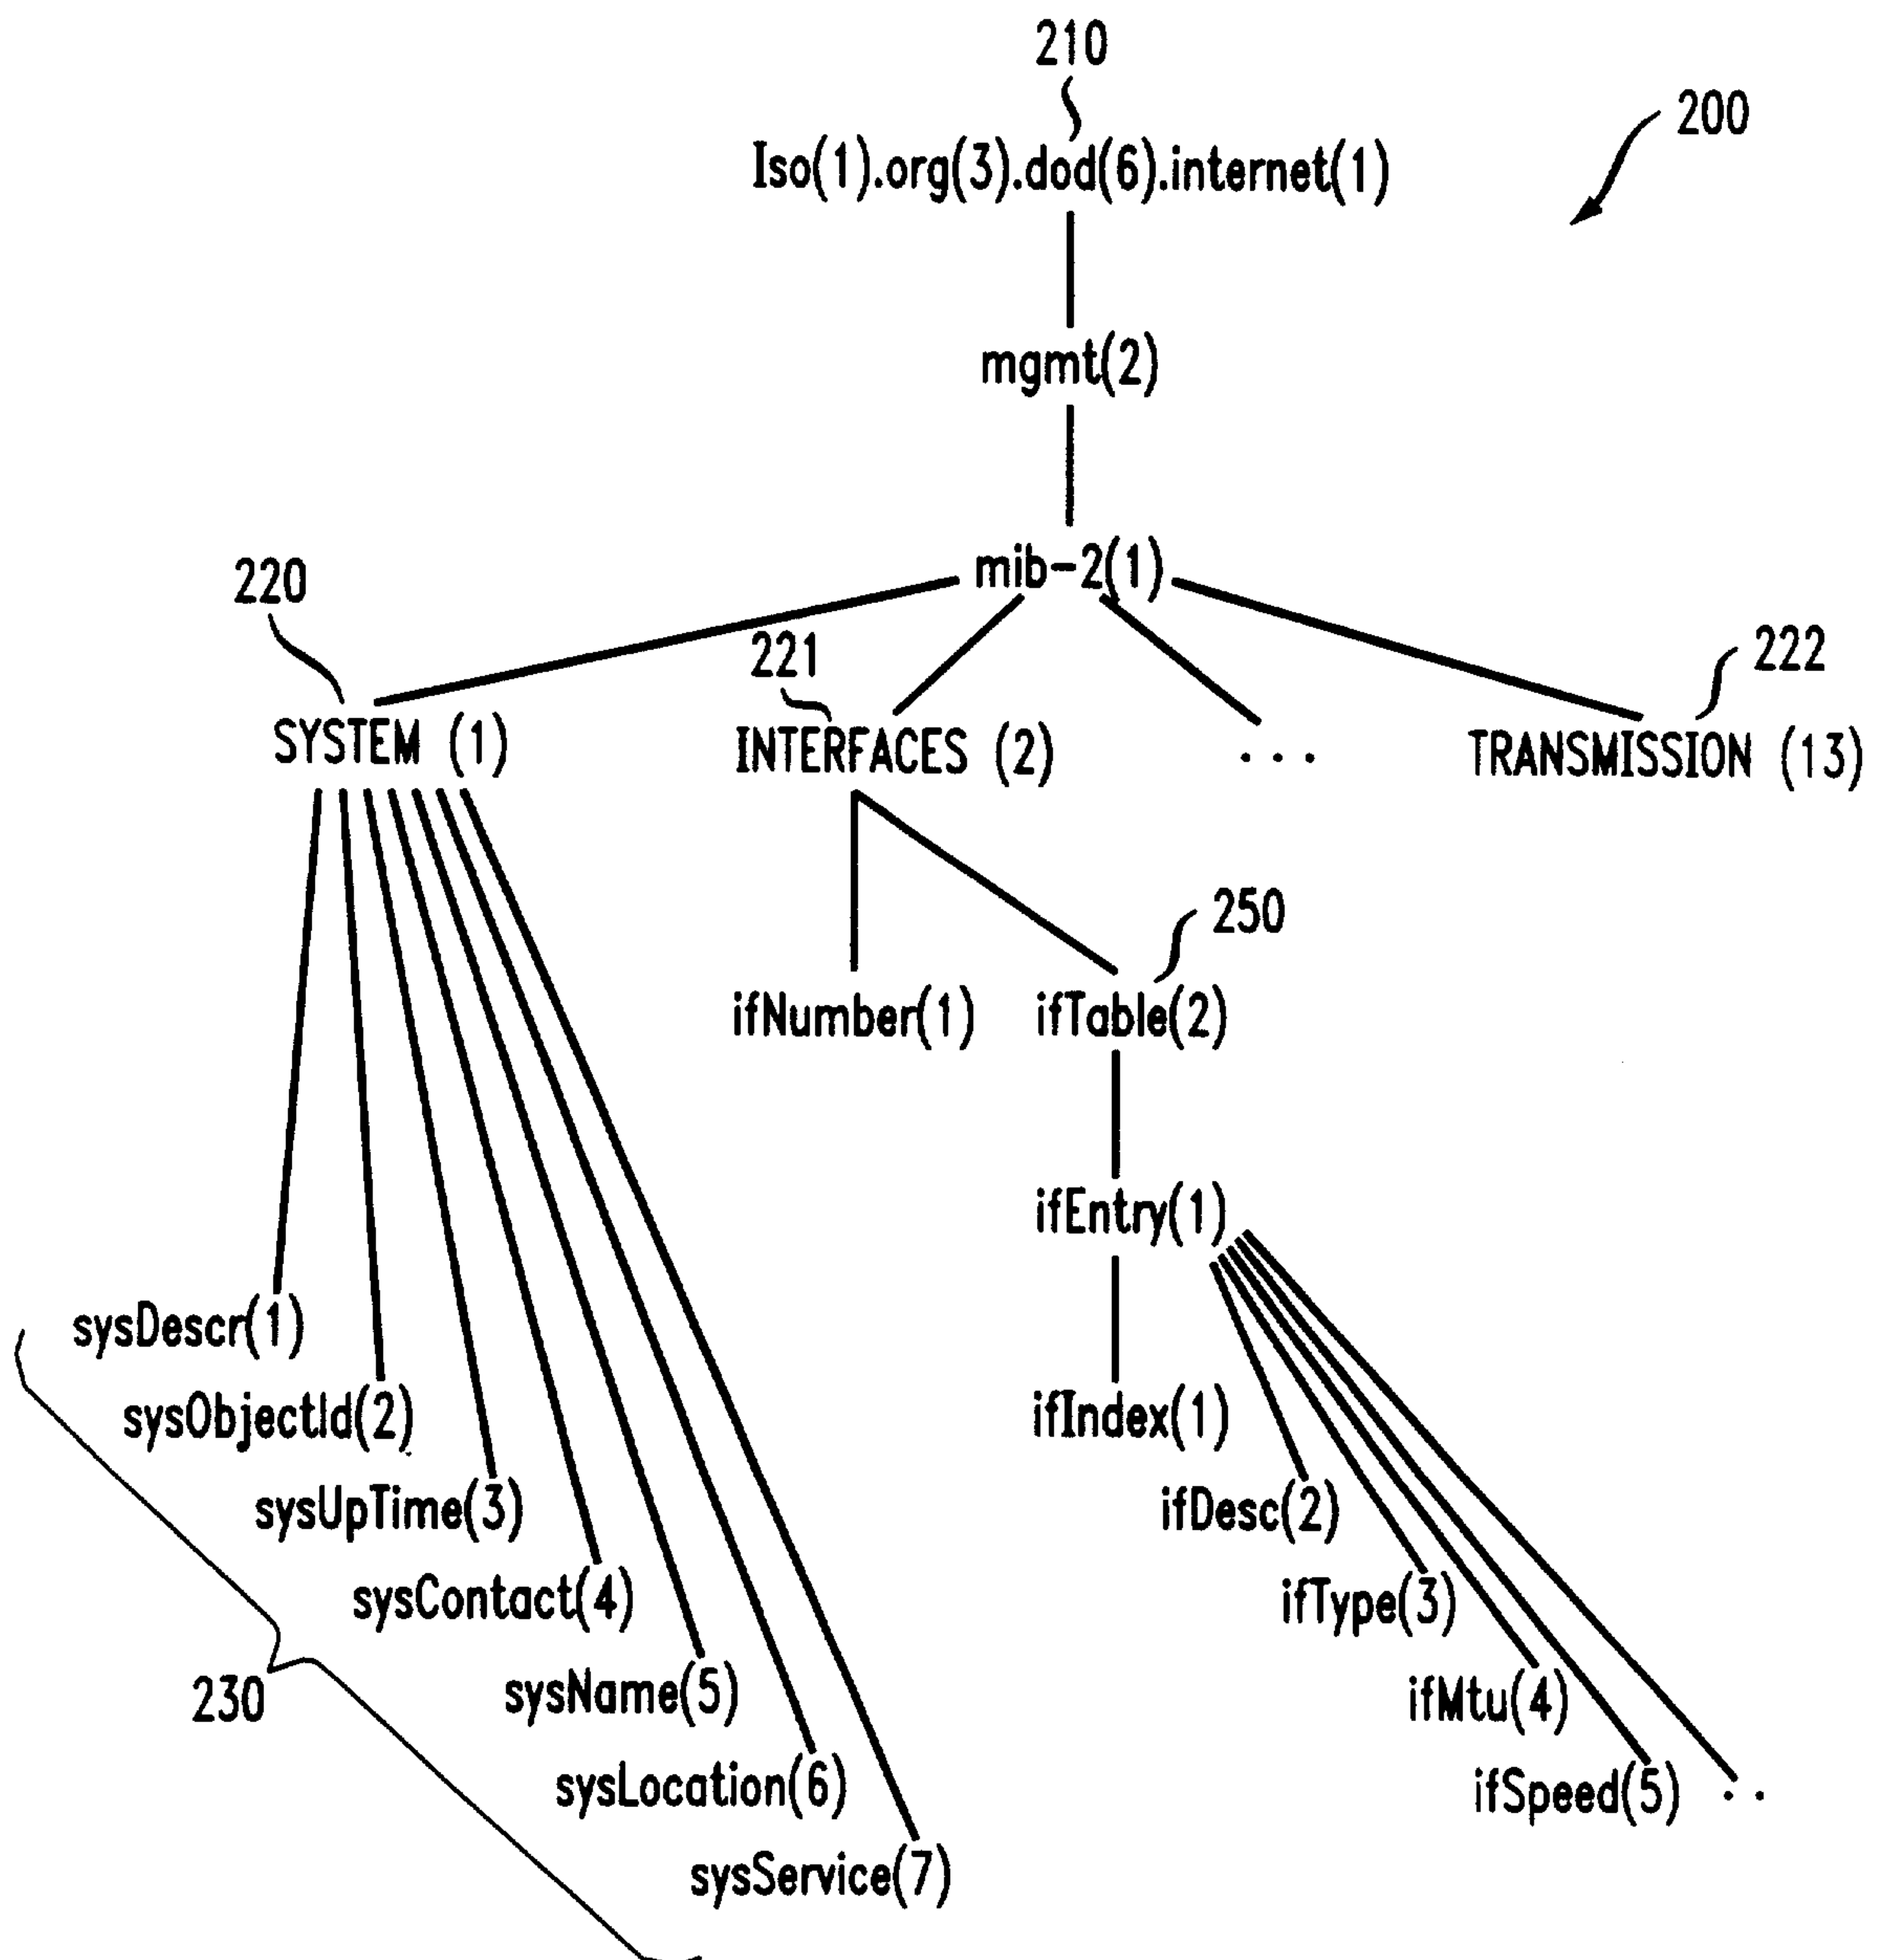 210
200
Iso(1).org(3).dod(6).internet(1)
mgmt(2)
mib-2(1)
220
221
222
SYSTEM (1)
INTERFACES (2)
. . .
TRANSMISSION (13)
250
ifNumber(1)
ifTable(2)
ifEntry(1)
sysDescr(1)
sysObjectId(2)
sysUpTime(3)
sysContact(4)
sysName(5)
sysLocation(6)
sysService(7)
230
ifIndex(1)
ifDesc(2)
ifType(3)
ifMtu(4)
ifSpeed(5)
. .